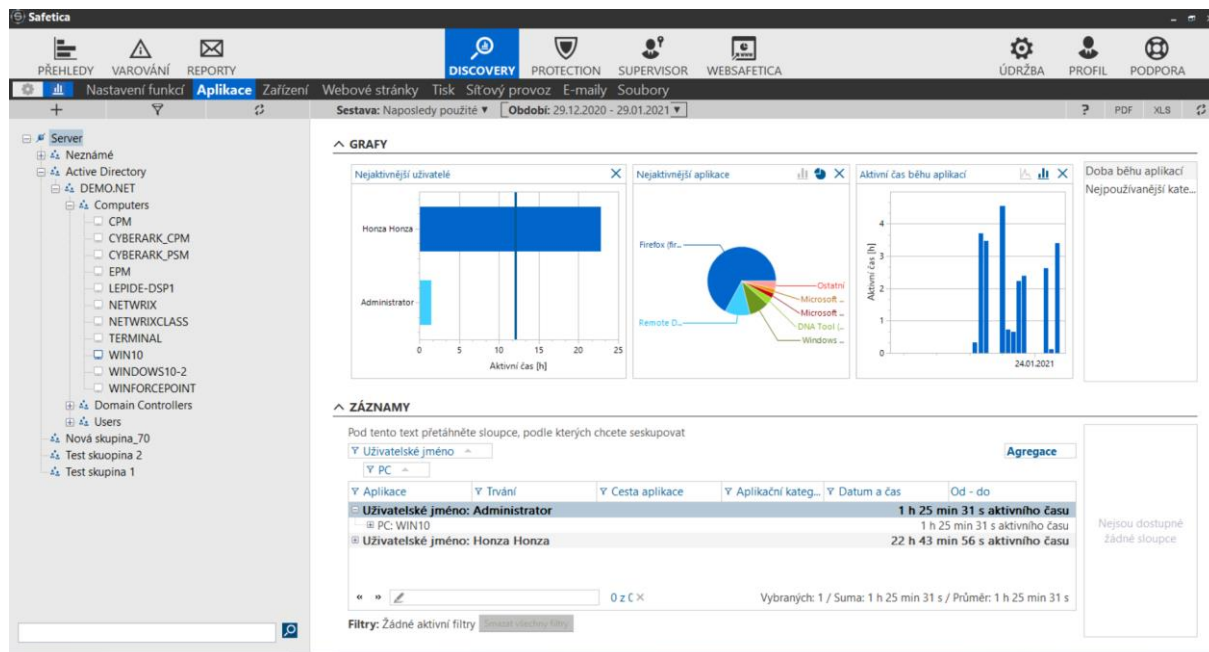 Safetica
PŘEHLEDY VAROVÁNÍ REPORTY DISCOVERY PROTECTION SUPERVISOR WEBSAFETICA ÚDRŽBA PROFIL PODPORA
Nastavení funkcí Aplikace Zařízení Webové stránky Tisk Síťový provoz E-maily Soubory
Sestava: Naposledy použité Období: 29.12.2020 - 29.01.2021 ? PDF XLS
Server
Neznámé
Active Directory
DEMO.NET
Computers
CPM
CYBERARK_CPM
CYBERARK_PSM
EPM
LEPIDE-DSP1
NETWRIX
NETWRIXCLASS
TERMINAL
WIN10
WINDOWS10-2
WINFORCEPOINT
Domain Controllers
Users
Nová skupina_70
Test skuopina 2
Test skupina 1
GRAFY
Nejaktivnější uživatelé
Honza Honza
Administrator
0 5 10 15 20 25
Aktivní čas [h]
Nejaktivnější aplikace
Firefox (fir...
Remote D...
Ostatní
Microsoft ...
Microsoft ...
DNA Tool (...
Windows ...
Aktivní čas běhu aplikací
Aktivní čas [h]
4
3
2
1
0
24.01.2021
Doba běhu aplikací
Nejpoužívanější kate...
ZÁZNAMY
Pod tento text přetáhněte sloupce, podle kterých chcete seskupovat
Uživatelské jméno
Agregace
PC
Aplikace Trvání Cesta aplikace Aplikační kateg... Datum a čas Od - do
Uživatelské jméno: Administrator 1 h 25 min 31 s aktivního času
PC: WIN10 1 h 25 min 31 s aktivního času
Uživatelské jméno: Honza Honza 22 h 43 min 56 s aktivního času
Nejsou dostupné
žádné sloupce
0 z 0 Vybraných: 1 / Suma: 1 h 25 min 31 s / Průměr: 1 h 25 min 31 s
Filtry: Žádné aktivní filtry Smazat všechny filtry